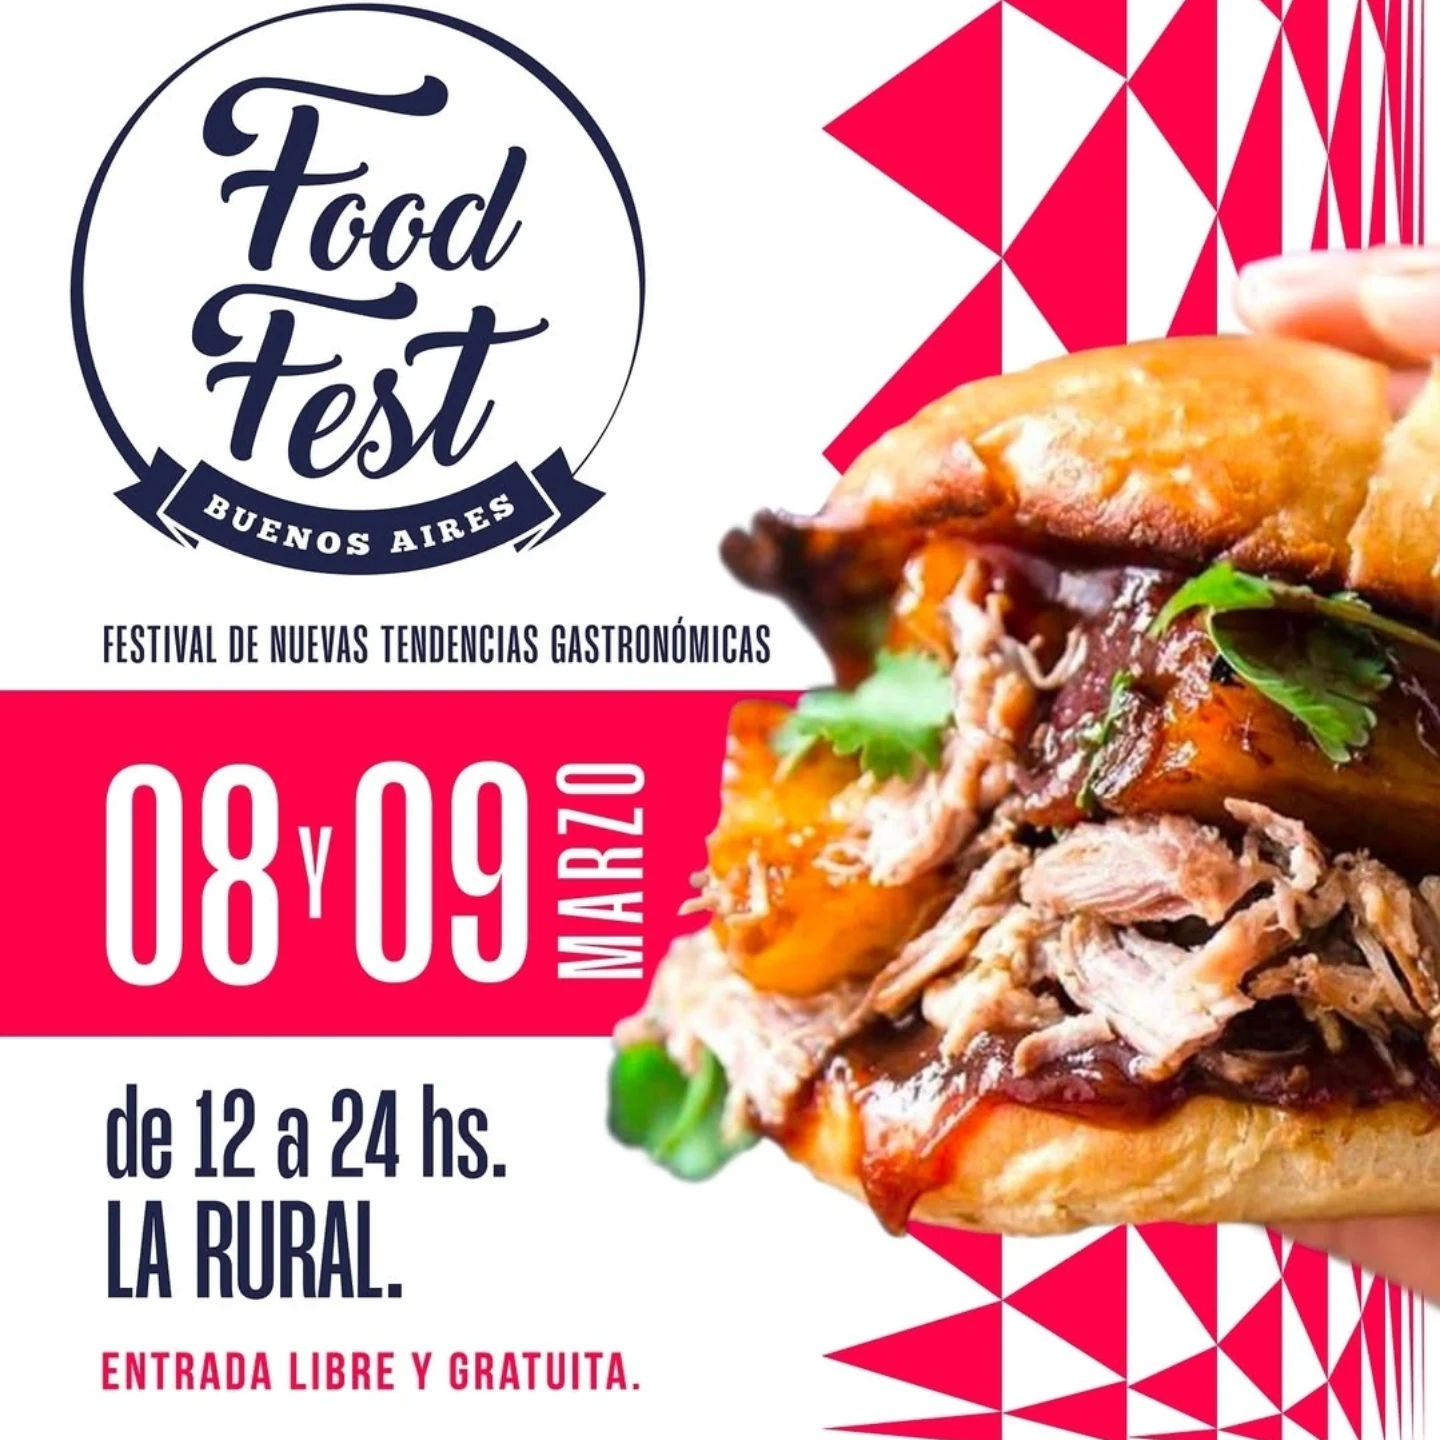 Food
Fest
BUENOS AIRES
FESTIVAL DE NUEVAS TENDENCIAS GASTRONÓMICAS
08 Y 09 MARZO
de 12 a 24 hs.
LA RURAL.
ENTRADA LIBRE Y GRATUITA.